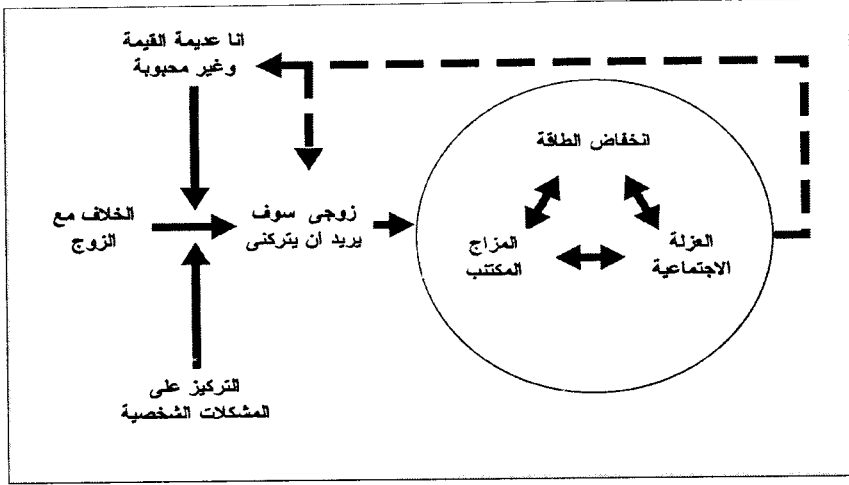 انا عديمة القيمة
وغير محبوبة
انخفاض الطاقة
الخلاف مع
الزوج
زوجى سوف
يريد ان يتركنى
المزاج
المكتئب
العزلة
الاجتماعية
التركيز على
المشكلات الشخصية